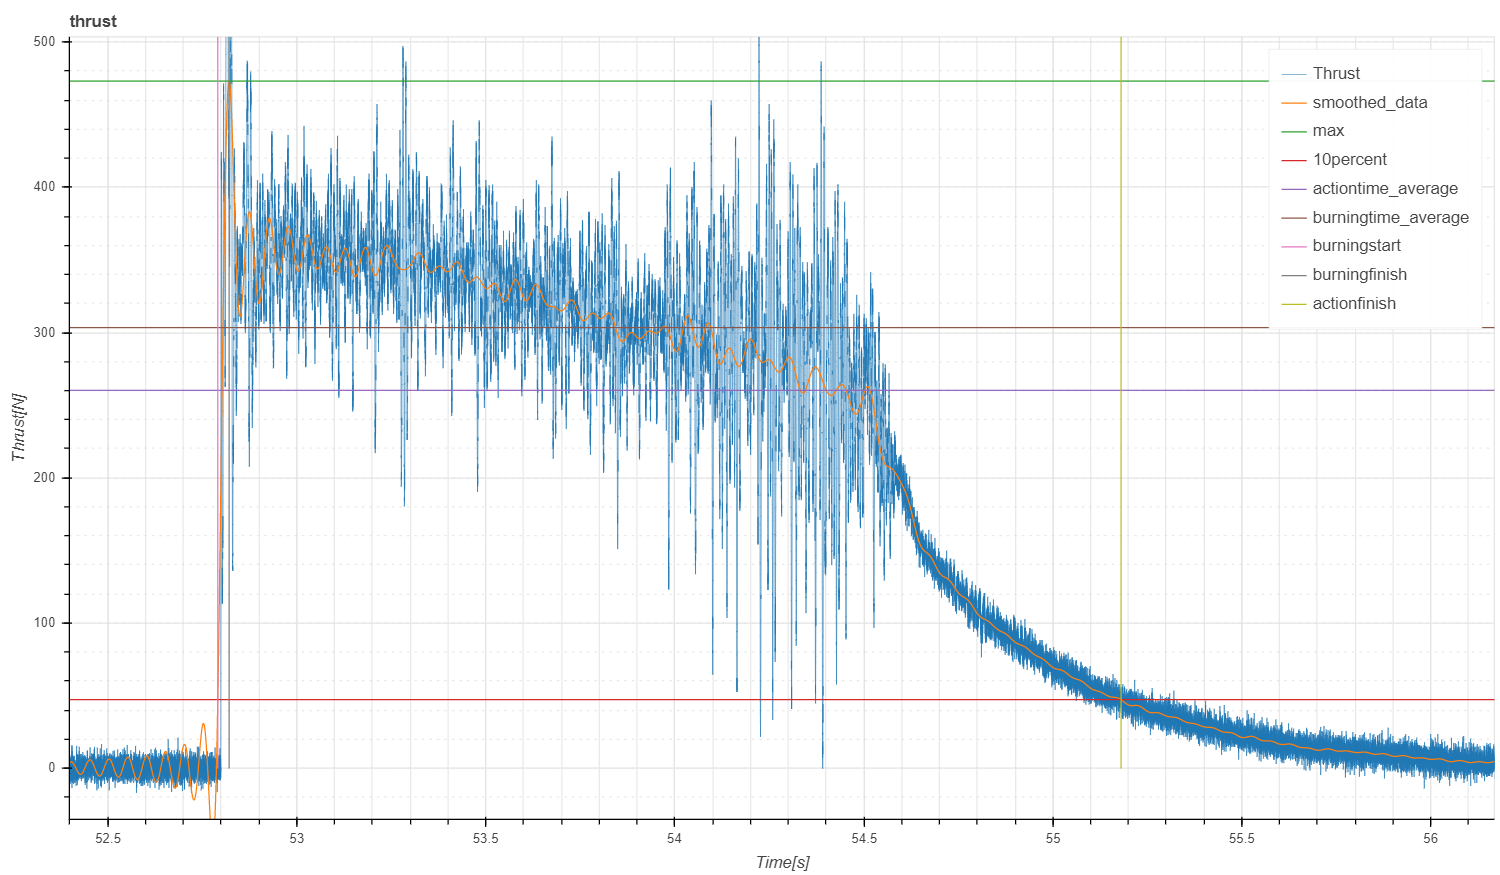 thrust
500
400
300
200
100
0
Thrust[N]
52.5
53
53.5
54
54.5
55
55.5
56
Time[s]
Thrust
smoothed_data
max
10percent
actiontime_average
burningtime_average
burningstart
burningfinish
actionfinish